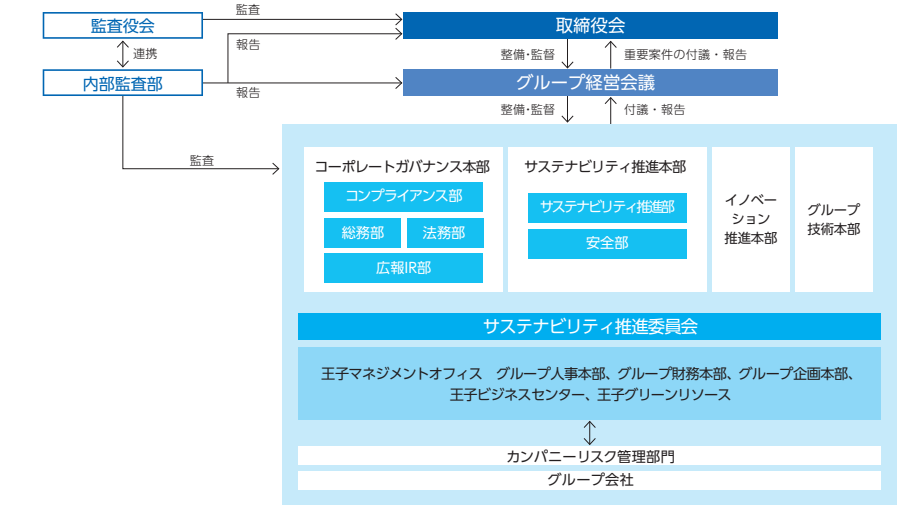 監査役会
監査
取締役会
連携
報告
整備・監督
重要案件の付議・報告
内部監査部
報告
グループ経営会議
整備・監督
付議・報告
監査
コーポレートガバナンス本部
コンプライアンス部
総務部
法務部
広報IR部
サステナビリティ推進本部
サステナビリティ推進部
安全部
イノベー
ション
推進本部
グループ
技術本部
サステナビリティ推進委員会
王子マネジメントオフィス グループ人事本部、グループ財務本部、グループ企画本部、
王子ビジネスセンター、王子グリーンリソース
カンパニーリスク管理部門
グループ会社